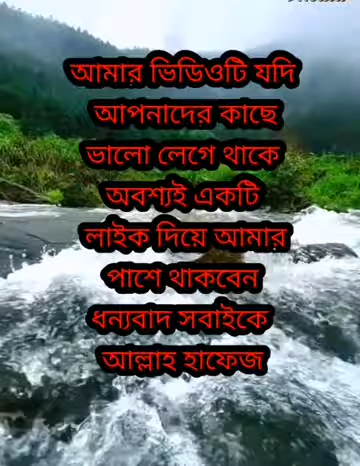 আমার ভিডিওটি যদি
আপনাদের কাছে
ভালো লেগে থাকে
অবশ্যই একটি
লাইক দিয়ে আমার
পাশে থাকবেন
ধন্যবাদ সবাইকে
আল্লাহ হাফেজ